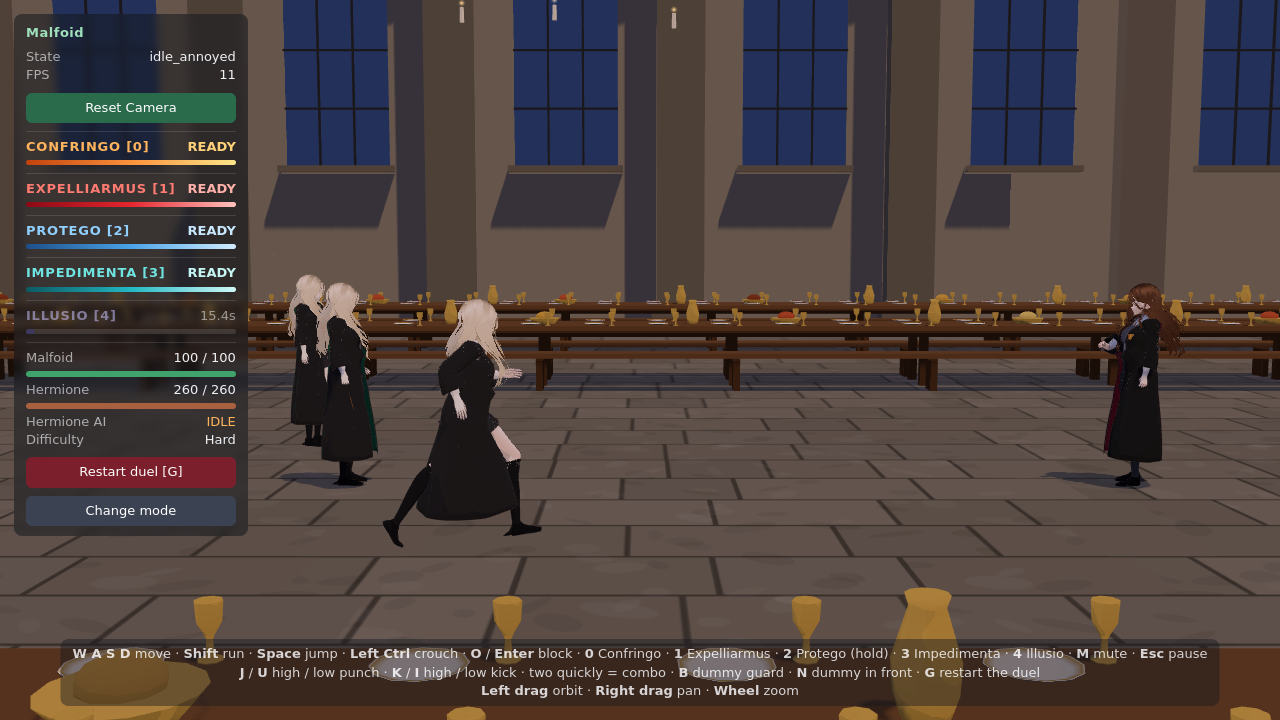 Malfoid
State idle_annoyed
FPS 11
Reset Camera
CONFRINGO [0] READY
EXPELLIARMUS [1] READY
PROTEGO [2] READY
IMPEDIMENTA [3] READY
ILLUSIO [4] 15.4s
Malfoid 100 / 100
Hermione 260 / 260
Hermione AI IDLE
Difficulty Hard
Restart duel [G]
Change mode
W A S D move · Shift run · Space jump · Left Ctrl crouch · O / Enter block · 0 Confringo · 1 Expelliarmus · 2 Protego (hold) · 3 Impedimenta · 4 Illusio · M mute · Esc pause
J / U high / low punch · K / I high / low kick · two quickly = combo · B dummy guard · N dummy in front · G restart the duel
Left drag orbit · Right drag pan · Wheel zoom